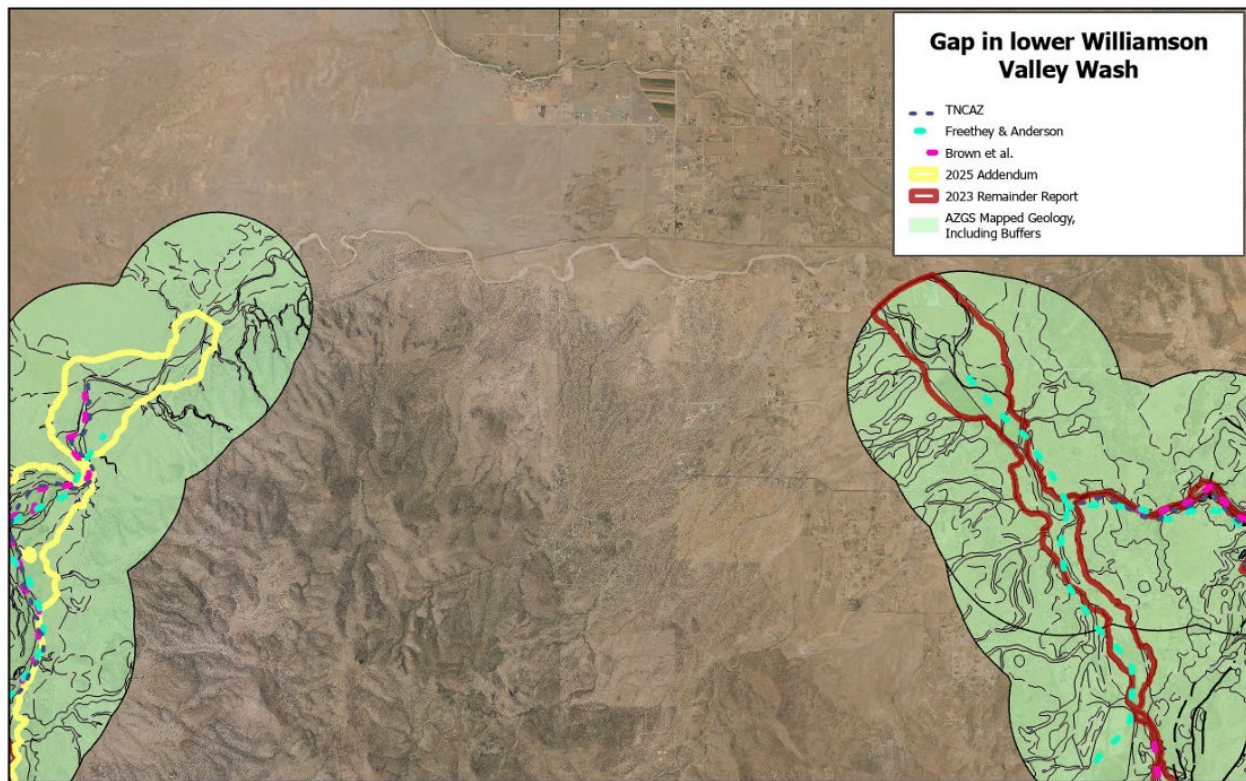 Gap in lower Williamson
Valley Wash
TNCAZ
Freethey & Anderson
Brown et al.
2025 Addendum
2023 Remainder Report
AZGS Mapped Geology,
Including Buffers